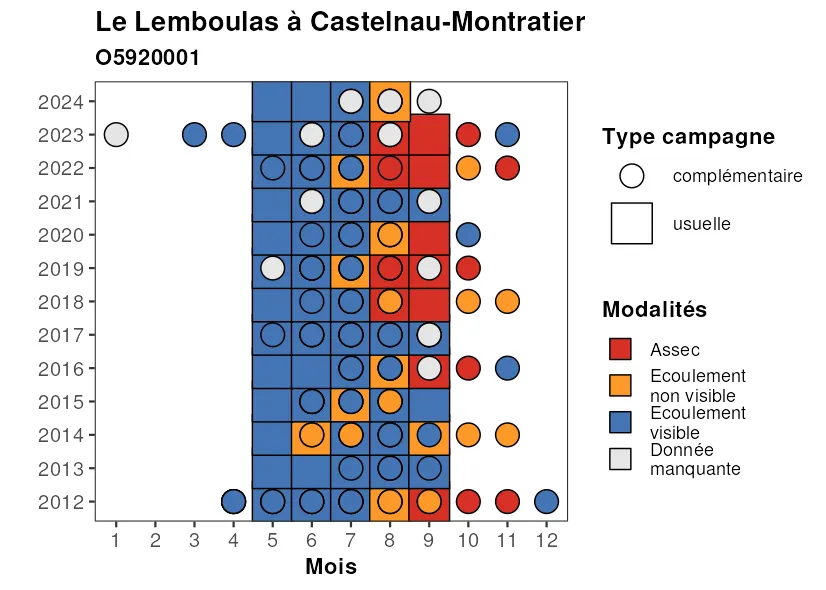 Le Lemboulas à Castelnau-Montratier
O5920001
2024
2023
2022
2021
2020
2019
2018
2017
2016
2015
2014
2013
2012
1 2 3 4 5 6 7 8 9 10 11 12
Mois
Type campagne
complémentaire
usuelle
Modalités
Assec
Ecoulement
non visible
Ecoulement
visible
Donnée
manquante